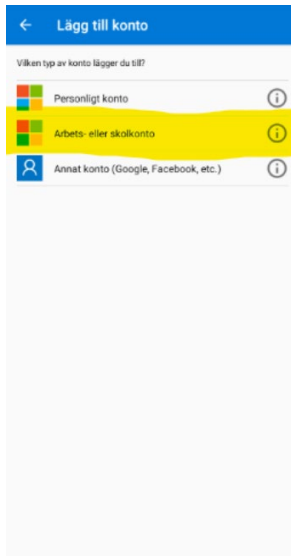 Lägg till konto
Vilken typ av konto lägger du till?
Personligt konto
Arbets- eller skolkonto
Annat konto (Google, Facebook, etc.)